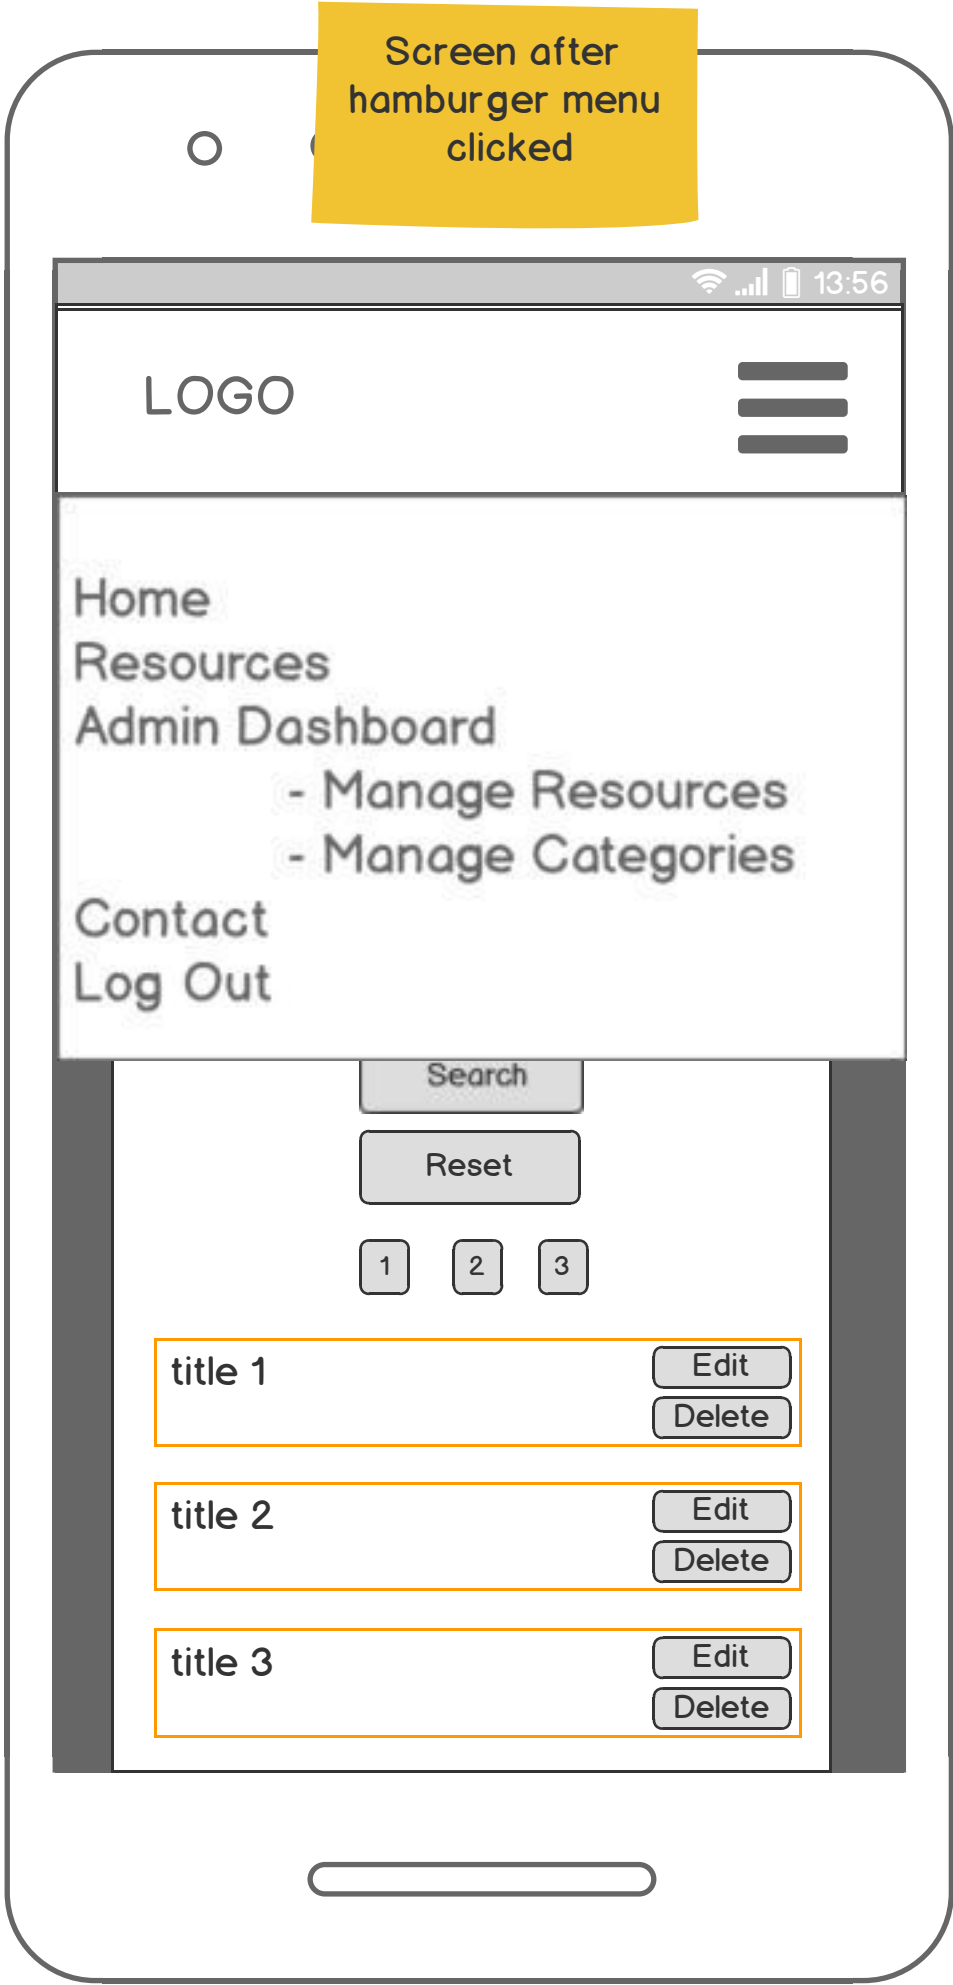 Screen after
hamburger menu
clicked
13:56
LOGO
Home
Resources
Admin Dashboard
- Manage Resources
- Manage Categories
Contact
Log Out
Search
Reset
1 2 3
title 1 Edit
Delete
title 2 Edit
Delete
title 3 Edit
Delete